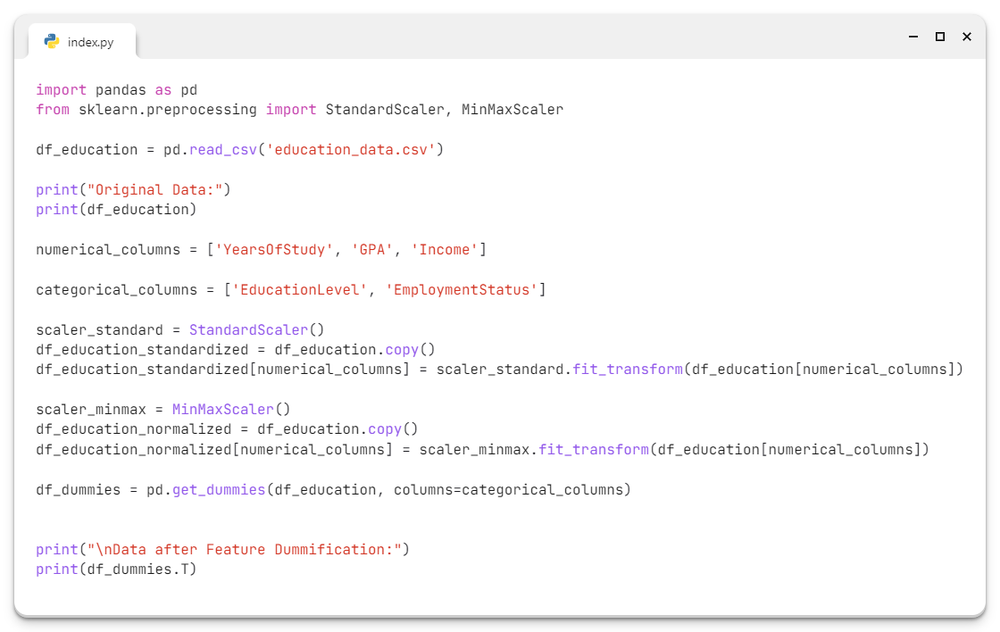 index.py
import pandas as pd
from sklearn.preprocessing import StandardScaler, MinMaxScaler
df_education = pd.read_csv('education_data.csv')
print("Original Data:")
print(df_education)
numerical_columns = ['YearsOfStudy', 'GPA', 'Income']
categorical_columns = ['EducationLevel', 'EmploymentStatus']
scaler_standard = StandardScaler()
df_education_standardized = df_education.copy()
df_education_standardized[numerical_columns] = scaler_standard.fit_transform(df_education[numerical_columns])
scaler_minmax = MinMaxScaler()
df_education_normalized = df_education.copy()
df_education_normalized[numerical_columns] = scaler_minmax.fit_transform(df_education[numerical_columns])
df_dummies = pd.get_dummies(df_education, columns=categorical_columns)
print("\nData after Feature Dummification:")
print(df_dummies.T)